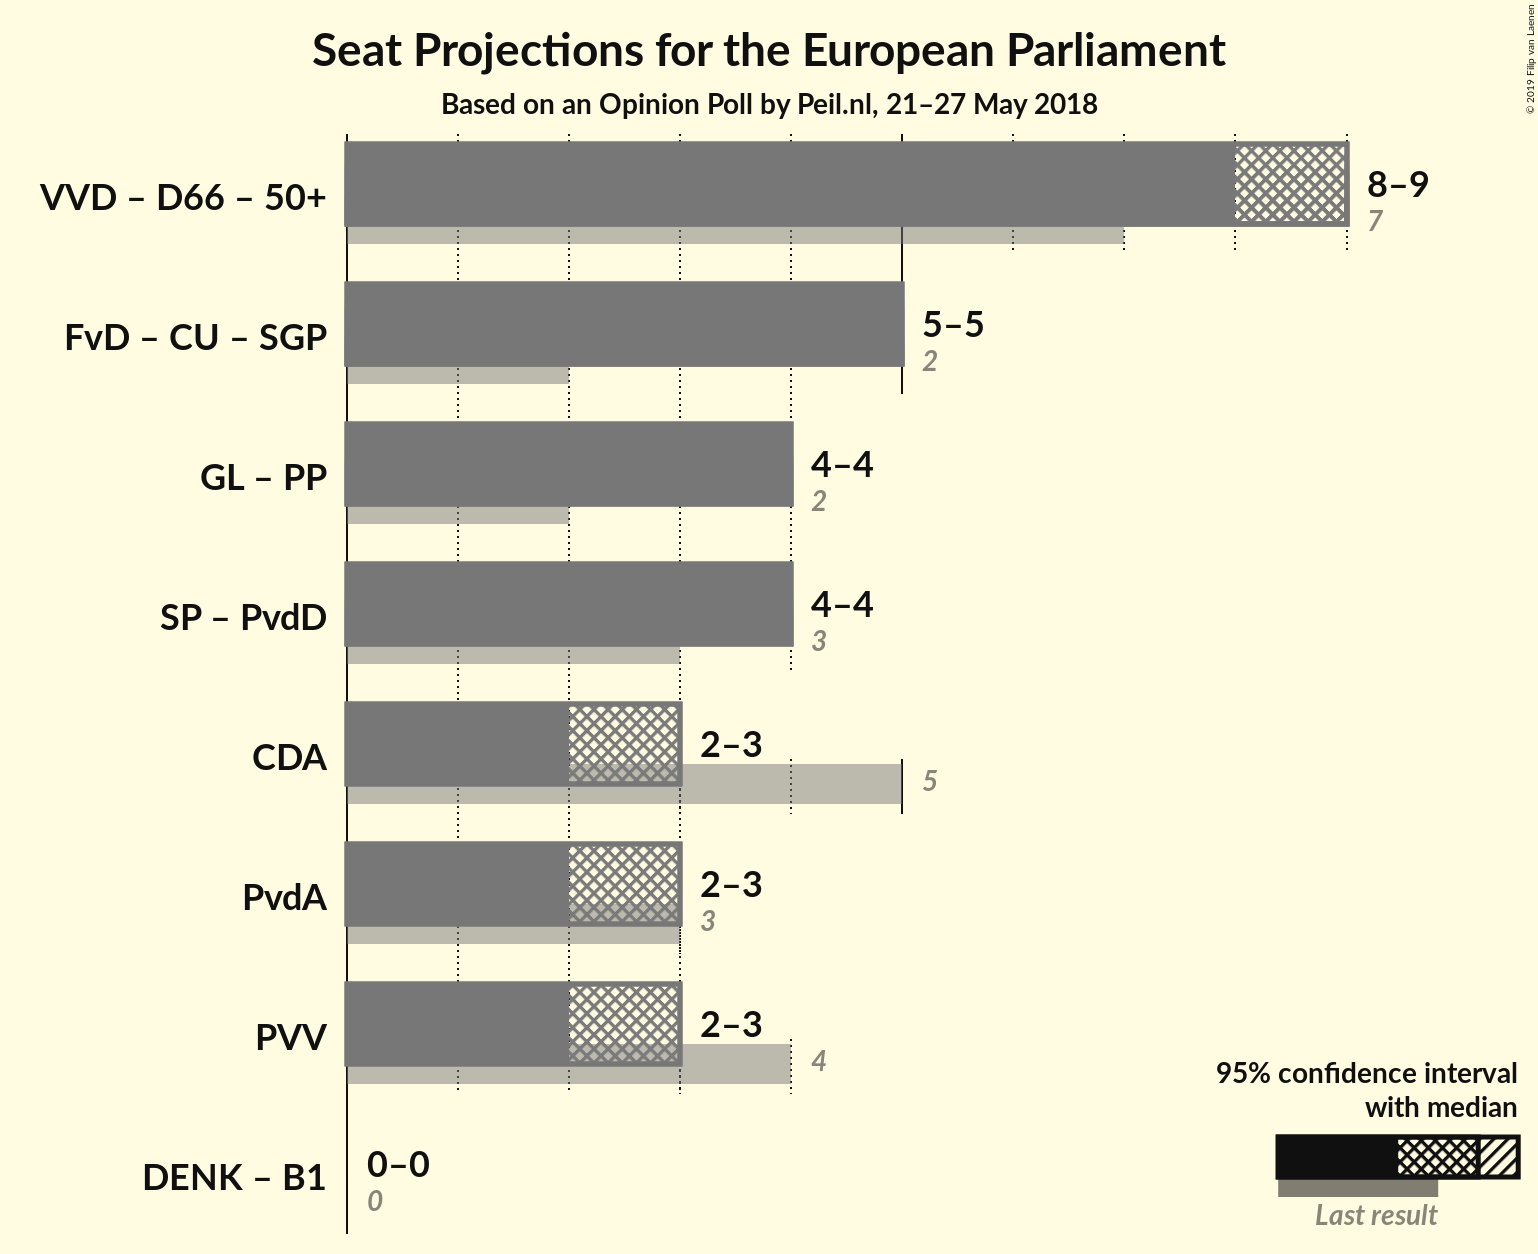 Seat Projections for the European Parliament
Based on an Opinion Poll by Peil.nl, 21–27 May 2018
© 2019 Filip van Laenen
VVD – D66 – 50+
8–9
7
FvD – CU – SGP
5–5
2
GL – PP
4–4
2
SP – PvdD
4–4
3
CDA
2–3
5
PvdA
2–3
3
PVV
2–3
4
DENK – B1
0–0
0
95% confidence interval
with median
Last result